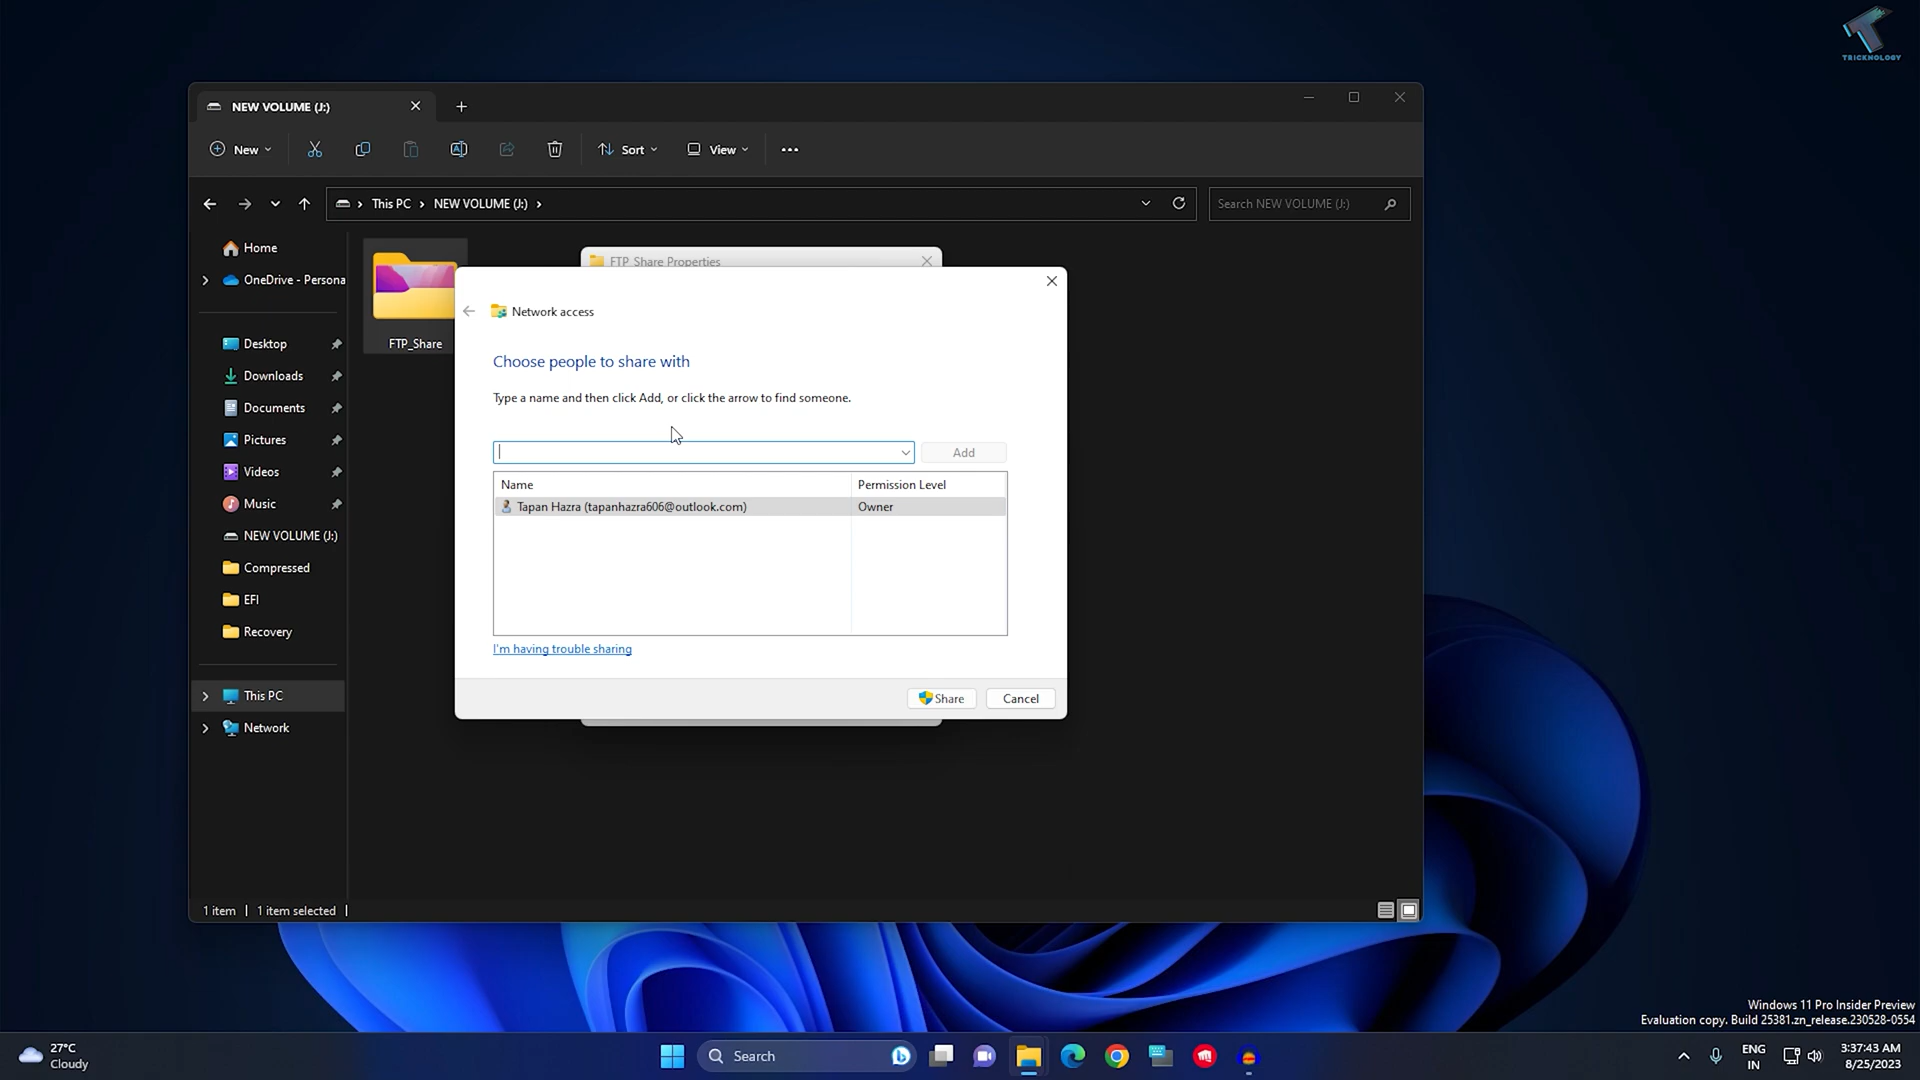 TRICKNOLOGY
NEW VOLUME (J:)
New
Sort
View
This PC
NEW VOLUME (J:)
Search NEW VOLUME (J:)
Home
OneDrive - Persona
Desktop
Downloads
Documents
Pictures
Videos
Music
NEW VOLUME (J:)
Compressed
EFI
Recovery
This PC
Network
FTP_Share
FTP_Share Properties
Network access
Choose people to share with
Type a name and then click Add, or click the arrow to find someone.
Add
Name Permission Level
Tapan Hazra (tapanhazra606@outlook.com) Owner
I'm having trouble sharing
Share Cancel
1 item 1 item selected
Windows 11 Pro Insider Preview
Evaluation copy. Build 25381.zn_release.230528-0554
27°C
Cloudy
Search
ENG
IN
3:37:43 AM
8/25/2023